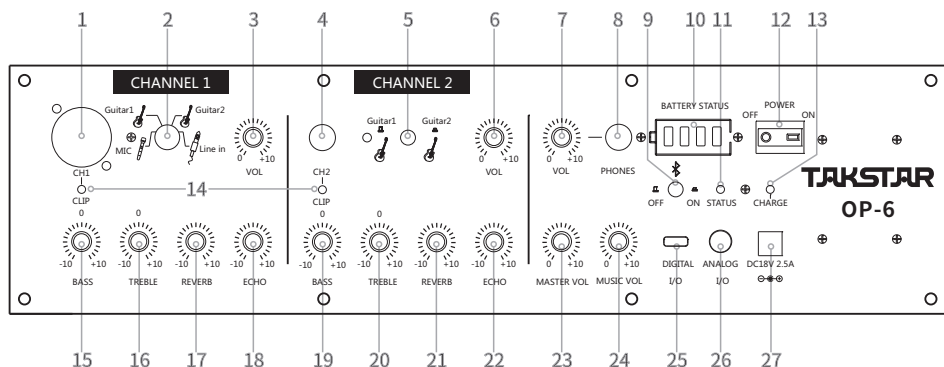 1 2 3 4 5 6 7 8 9 10 11 12 13
CHANNEL 1 CHANNEL 2
BATTERY STATUS POWER
OFF ON
Guitar1 Guitar2 Guitar1 Guitar2
MIC Line in
0 +10 0 +10 0 +10
VOL VOL VOL PHONES
CH1 CH2
14
CLIP CLIP
OFF ON STATUS CHARGE
TAKSTAR
OP-6
0 0 0 0
-10 +10 -10 +10 -10 +10 -10 +10 -10 +10 -10 +10 -10 +10 -10 +10 0 +10 0 +10
BASS TREBLE REVERB ECHO BASS TREBLE REVERB ECHO MASTER VOL MUSIC VOL
DIGITAL ANALOG DC18V 2.5A
I/O I/O
15 16 17 18 19 20 21 22 23 24 25 26 27